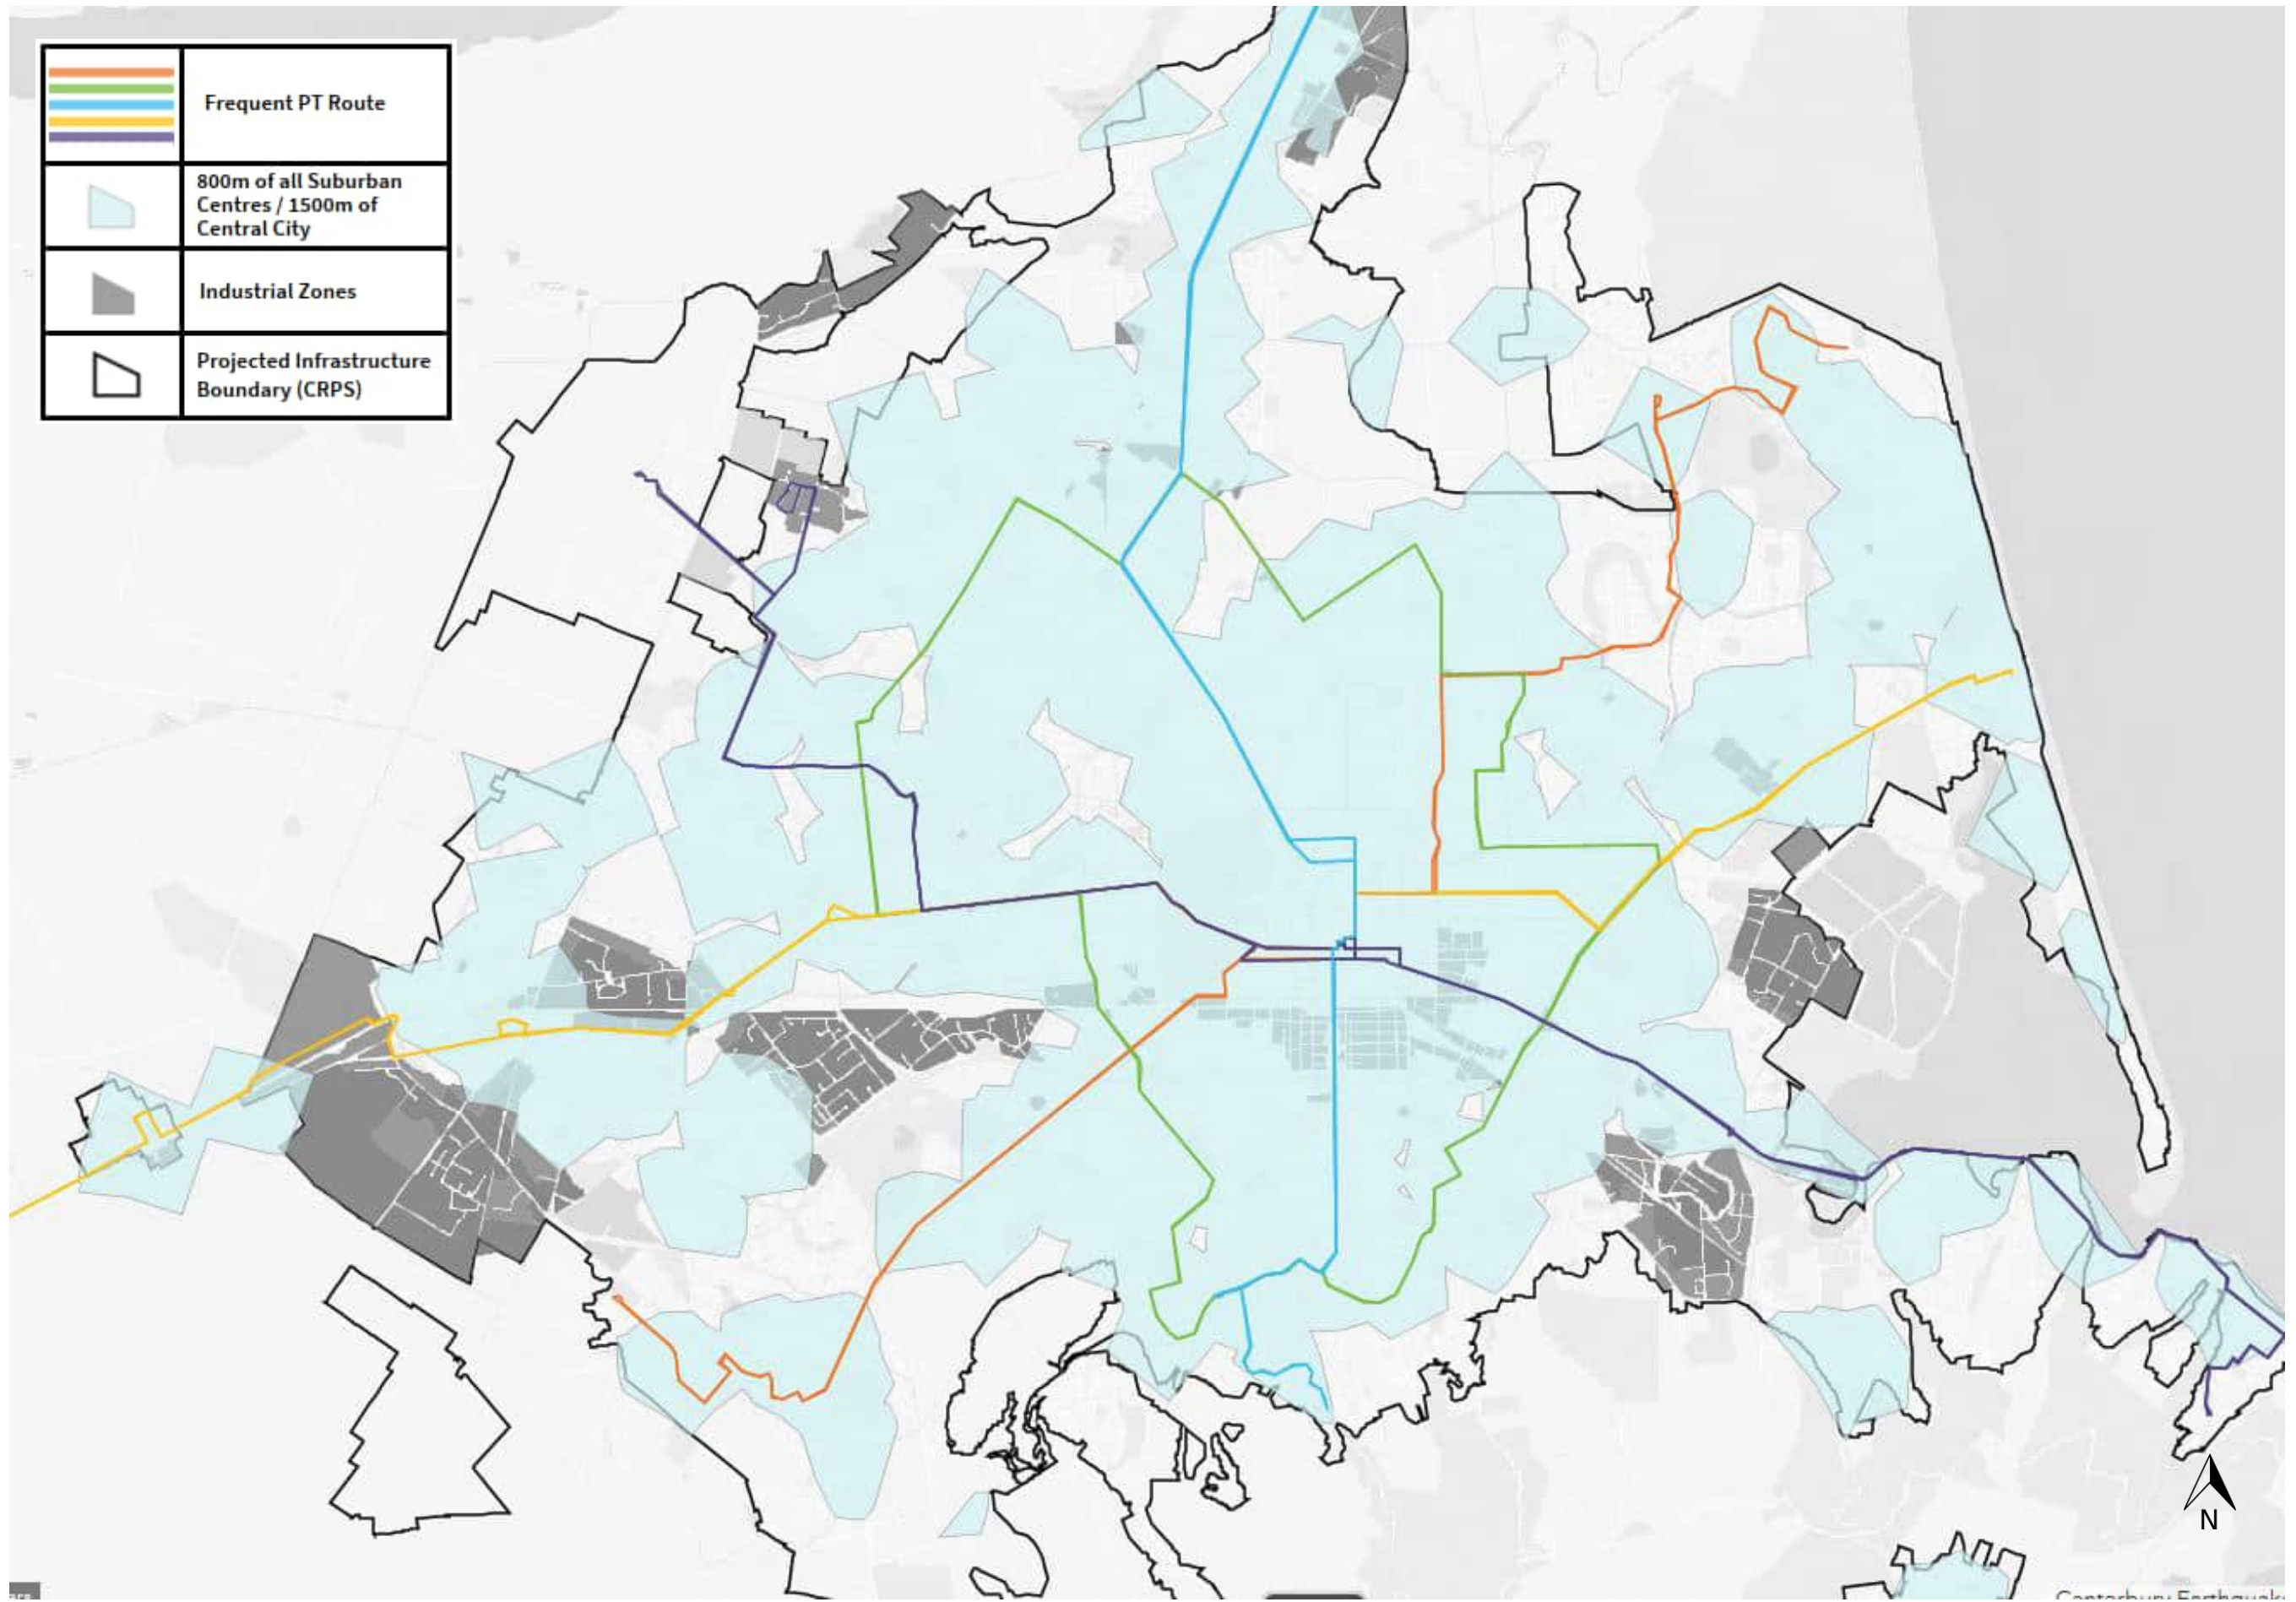 Frequent PT Route
800m of all Suburban
Centres / 1500m of
Central City
Industrial Zones
Projected Infrastructure
Boundary (CRPS)
N